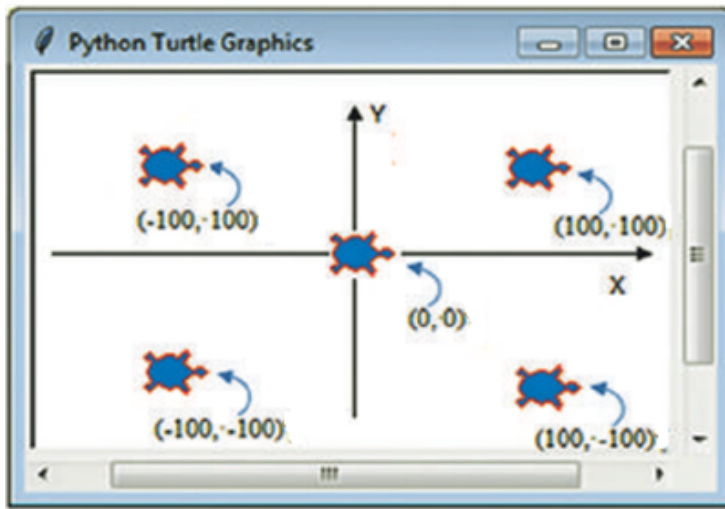 Python Turtle Graphics
Y
(-100, 100)
(100, 100)
X
(0, 0)
(-100, -100)
(100, -100)